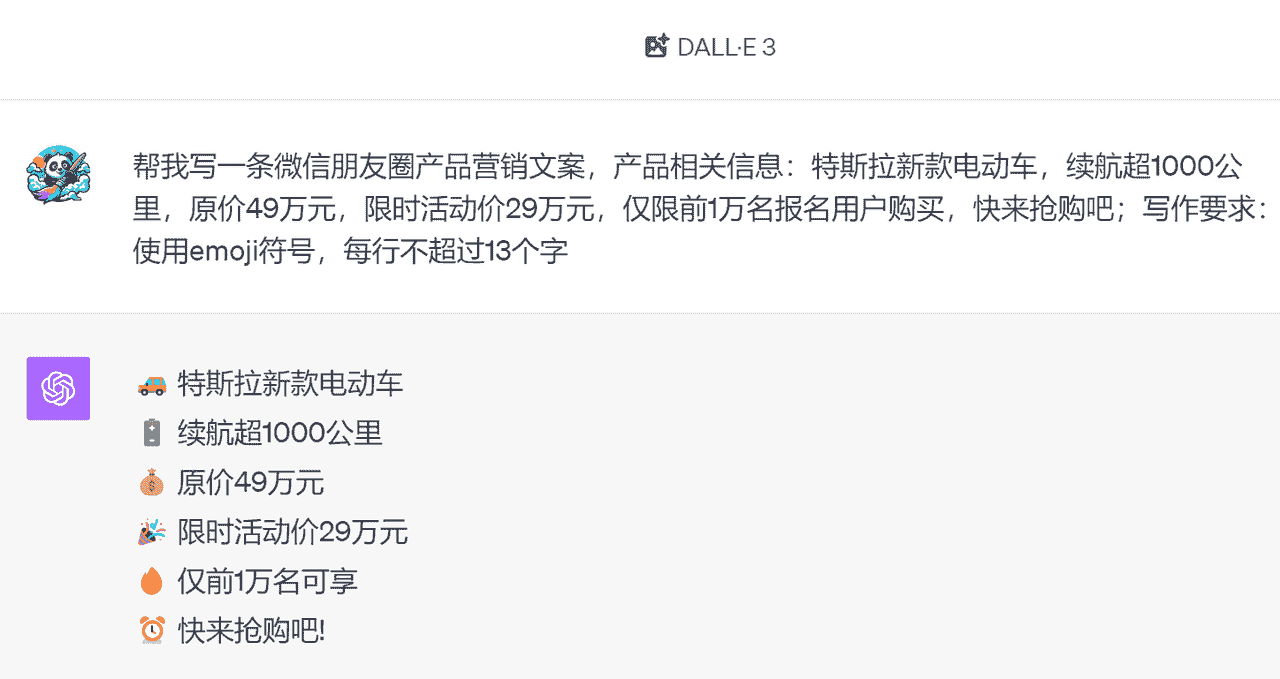 DALL·E 3
帮我写一条微信朋友圈产品营销文案，产品相关信息：特斯拉新款电动车，续航超1000公
里，原价49万元，限时活动价29万元，仅限前1万名报名用户购买，快来抢购吧；写作要求：
使用emoji符号，每行不超过13个字
🚗 特斯拉新款电动车
🔋 续航超1000公里
💰 原价49万元
🎉 限时活动价29万元
🔥 仅前1万名可享
⏰ 快来抢购吧!